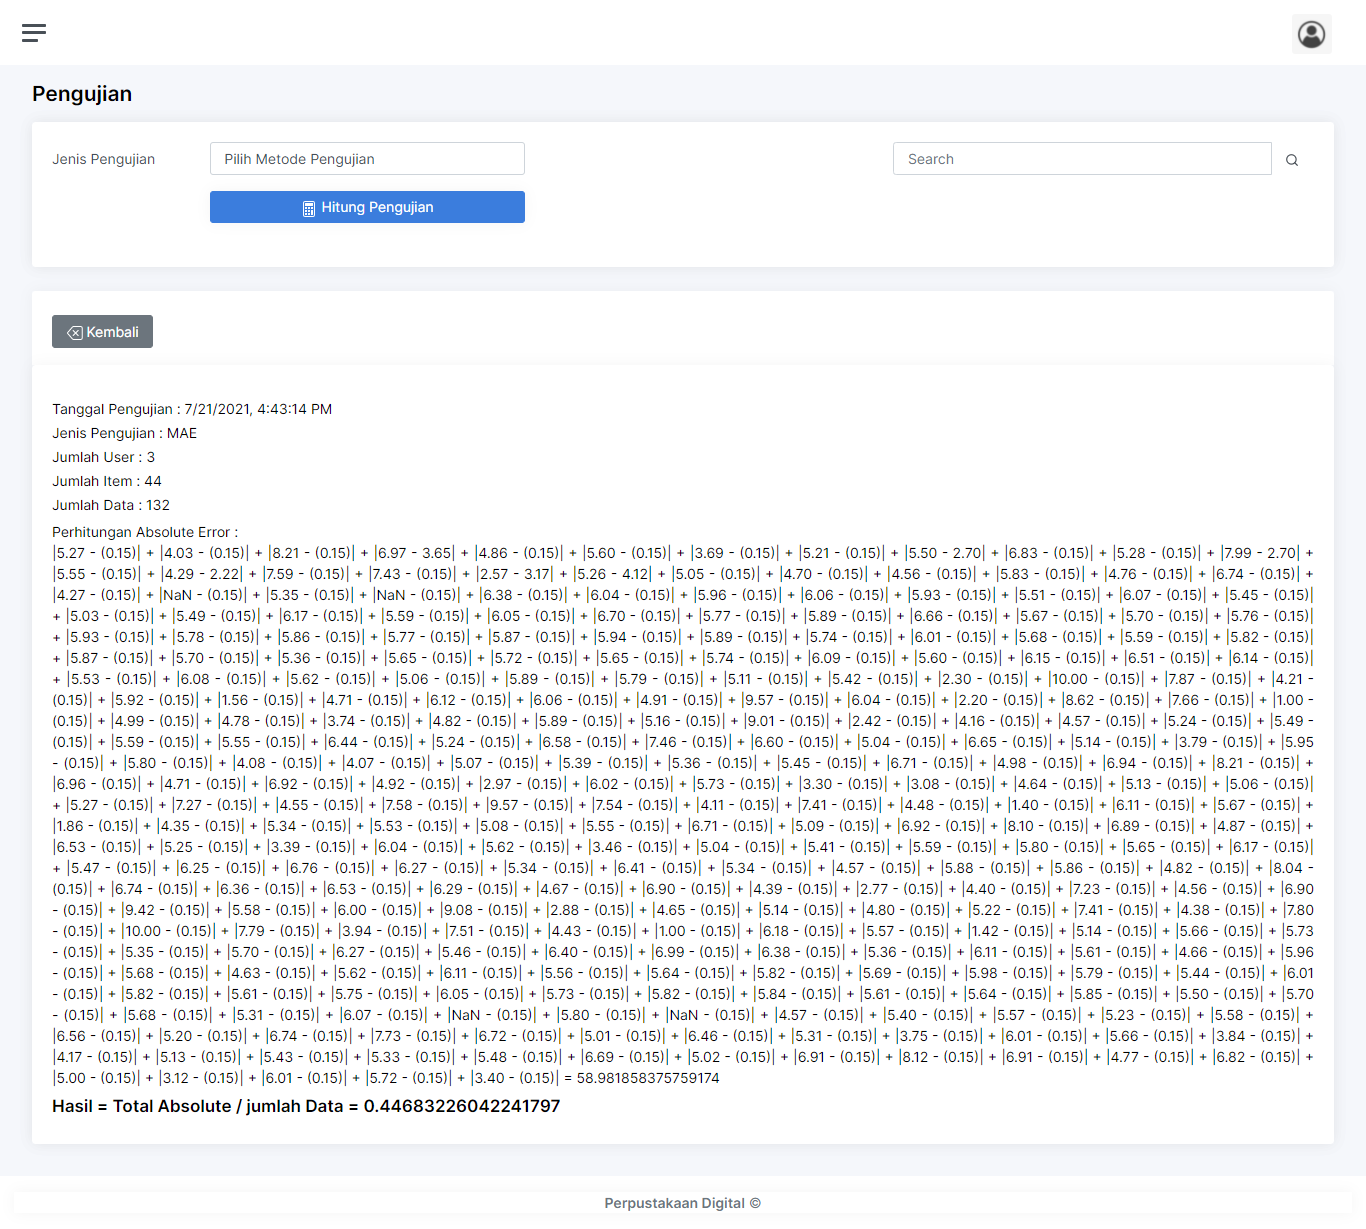 Pengujian
Jenis Pengujian
Pilih Metode Pengujian
Search
Hitung Pengujian
Kembali
Tanggal Pengujian : 7/21/2021, 4:43:14 PM
Jenis Pengujian : MAE
Jumlah User : 3
Jumlah Item : 44
Jumlah Data : 132
Perhitungan Absolute Error :
|5.27 - (0.15)| + |4.03 - (0.15)| + |8.21 - (0.15)| + |6.97 - 3.65| + |4.86 - (0.15)| + |5.60 - (0.15)| + |3.69 - (0.15)| + |5.21 - (0.15)| + |5.50 - 2.70| + |6.83 - (0.15)| + |5.28 - (0.15)| + |7.99 - 2.70| +
|5.55 - (0.15)| + |4.29 - 2.22| + |7.59 - (0.15)| + |7.43 - (0.15)| + |2.57 - 3.17| + |5.26 - 4.12| + |5.05 - (0.15)| + |4.70 - (0.15)| + |4.56 - (0.15)| + |5.83 - (0.15)| + |4.76 - (0.15)| + |6.74 - (0.15)| +
|4.27 - (0.15)| + |NaN - (0.15)| + |5.35 - (0.15)| + |NaN - (0.15)| + |6.38 - (0.15)| + |6.04 - (0.15)| + |5.96 - (0.15)| + |6.06 - (0.15)| + |5.93 - (0.15)| + |5.51 - (0.15)| + |6.07 - (0.15)| + |5.45 - (0.15)|
+ |5.03 - (0.15)| + |5.49 - (0.15)| + |6.17 - (0.15)| + |5.59 - (0.15)| + |6.05 - (0.15)| + |6.70 - (0.15)| + |5.77 - (0.15)| + |5.89 - (0.15)| + |6.66 - (0.15)| + |5.67 - (0.15)| + |5.70 - (0.15)| + |5.76 - (0.15)|
+ |5.93 - (0.15)| + |5.78 - (0.15)| + |5.86 - (0.15)| + |5.77 - (0.15)| + |5.87 - (0.15)| + |5.94 - (0.15)| + |5.89 - (0.15)| + |5.74 - (0.15)| + |6.01 - (0.15)| + |5.68 - (0.15)| + |5.59 - (0.15)| + |5.82 - (0.15)|
+ |5.87 - (0.15)| + |5.70 - (0.15)| + |5.36 - (0.15)| + |5.65 - (0.15)| + |5.72 - (0.15)| + |5.65 - (0.15)| + |5.74 - (0.15)| + |6.09 - (0.15)| + |5.60 - (0.15)| + |6.15 - (0.15)| + |6.51 - (0.15)| + |6.14 - (0.15)|
+ |5.53 - (0.15)| + |6.08 - (0.15)| + |5.62 - (0.15)| + |5.06 - (0.15)| + |5.89 - (0.15)| + |5.79 - (0.15)| + |5.11 - (0.15)| + |5.42 - (0.15)| + |2.30 - (0.15)| + |10.00 - (0.15)| + |7.87 - (0.15)| + |4.21 -
(0.15)| + |5.92 - (0.15)| + |1.56 - (0.15)| + |4.71 - (0.15)| + |6.12 - (0.15)| + |6.06 - (0.15)| + |4.91 - (0.15)| + |9.57 - (0.15)| + |6.04 - (0.15)| + |2.20 - (0.15)| + |8.62 - (0.15)| + |7.66 - (0.15)| + |1.00 -
(0.15)| + |4.99 - (0.15)| + |4.78 - (0.15)| + |3.74 - (0.15)| + |4.82 - (0.15)| + |5.89 - (0.15)| + |5.16 - (0.15)| + |9.01 - (0.15)| + |2.42 - (0.15)| + |4.16 - (0.15)| + |4.57 - (0.15)| + |5.24 - (0.15)| + |5.49 -
(0.15)| + |5.59 - (0.15)| + |5.55 - (0.15)| + |6.44 - (0.15)| + |5.24 - (0.15)| + |6.58 - (0.15)| + |7.46 - (0.15)| + |6.60 - (0.15)| + |5.04 - (0.15)| + |6.65 - (0.15)| + |5.14 - (0.15)| + |3.79 - (0.15)| + |5.95
- (0.15)| + |5.80 - (0.15)| + |4.08 - (0.15)| + |4.07 - (0.15)| + |5.07 - (0.15)| + |5.39 - (0.15)| + |5.36 - (0.15)| + |5.45 - (0.15)| + |6.71 - (0.15)| + |4.98 - (0.15)| + |6.94 - (0.15)| + |8.21 - (0.15)| +
|6.96 - (0.15)| + |4.71 - (0.15)| + |6.92 - (0.15)| + |4.92 - (0.15)| + |2.97 - (0.15)| + |6.02 - (0.15)| + |5.73 - (0.15)| + |3.30 - (0.15)| + |3.08 - (0.15)| + |4.64 - (0.15)| + |5.13 - (0.15)| + |5.06 - (0.15)|
+ |5.27 - (0.15)| + |7.27 - (0.15)| + |4.55 - (0.15)| + |7.58 - (0.15)| + |9.57 - (0.15)| + |7.54 - (0.15)| + |4.11 - (0.15)| + |7.41 - (0.15)| + |4.48 - (0.15)| + |1.40 - (0.15)| + |6.11 - (0.15)| + |5.67 - (0.15)| +
|1.86 - (0.15)| + |4.35 - (0.15)| + |5.34 - (0.15)| + |5.53 - (0.15)| + |5.08 - (0.15)| + |5.55 - (0.15)| + |6.71 - (0.15)| + |5.09 - (0.15)| + |6.92 - (0.15)| + |8.10 - (0.15)| + |6.89 - (0.15)| + |4.87 - (0.15)| +
|6.53 - (0.15)| + |5.25 - (0.15)| + |3.39 - (0.15)| + |6.04 - (0.15)| + |5.62 - (0.15)| + |3.46 - (0.15)| + |5.04 - (0.15)| + |5.41 - (0.15)| + |5.59 - (0.15)| + |5.80 - (0.15)| + |5.65 - (0.15)| + |6.17 - (0.15)|
+ |5.47 - (0.15)| + |6.25 - (0.15)| + |6.76 - (0.15)| + |6.27 - (0.15)| + |5.34 - (0.15)| + |6.41 - (0.15)| + |5.34 - (0.15)| + |4.57 - (0.15)| + |5.88 - (0.15)| + |5.86 - (0.15)| + |4.82 - (0.15)| + |8.04 -
(0.15)| + |6.74 - (0.15)| + |6.36 - (0.15)| + |6.53 - (0.15)| + |6.29 - (0.15)| + |4.67 - (0.15)| + |6.90 - (0.15)| + |4.39 - (0.15)| + |2.77 - (0.15)| + |4.40 - (0.15)| + |7.23 - (0.15)| + |4.56 - (0.15)| + |6.90
- (0.15)| + |9.42 - (0.15)| + |5.58 - (0.15)| + |6.00 - (0.15)| + |9.08 - (0.15)| + |2.88 - (0.15)| + |4.65 - (0.15)| + |5.14 - (0.15)| + |4.80 - (0.15)| + |5.22 - (0.15)| + |7.41 - (0.15)| + |4.38 - (0.15)| + |7.80
- (0.15)| + |10.00 - (0.15)| + |7.79 - (0.15)| + |3.94 - (0.15)| + |7.51 - (0.15)| + |4.43 - (0.15)| + |1.00 - (0.15)| + |6.18 - (0.15)| + |5.57 - (0.15)| + |1.42 - (0.15)| + |5.14 - (0.15)| + |5.66 - (0.15)| + |5.73
- (0.15)| + |5.35 - (0.15)| + |5.70 - (0.15)| + |6.27 - (0.15)| + |5.46 - (0.15)| + |6.40 - (0.15)| + |6.99 - (0.15)| + |6.38 - (0.15)| + |5.36 - (0.15)| + |6.11 - (0.15)| + |5.61 - (0.15)| + |4.66 - (0.15)| + |5.96
- (0.15)| + |5.68 - (0.15)| + |4.63 - (0.15)| + |5.62 - (0.15)| + |6.11 - (0.15)| + |5.56 - (0.15)| + |5.64 - (0.15)| + |5.82 - (0.15)| + |5.69 - (0.15)| + |5.98 - (0.15)| + |5.79 - (0.15)| + |5.44 - (0.15)| + |6.01
- (0.15)| + |5.82 - (0.15)| + |5.61 - (0.15)| + |5.75 - (0.15)| + |6.05 - (0.15)| + |5.73 - (0.15)| + |5.82 - (0.15)| + |5.84 - (0.15)| + |5.61 - (0.15)| + |5.64 - (0.15)| + |5.85 - (0.15)| + |5.50 - (0.15)| + |5.70
- (0.15)| + |5.68 - (0.15)| + |5.31 - (0.15)| + |6.07 - (0.15)| + |NaN - (0.15)| + |5.80 - (0.15)| + |NaN - (0.15)| + |4.57 - (0.15)| + |5.40 - (0.15)| + |5.57 - (0.15)| + |5.23 - (0.15)| + |5.58 - (0.15)| +
|6.56 - (0.15)| + |5.20 - (0.15)| + |6.74 - (0.15)| + |7.73 - (0.15)| + |6.72 - (0.15)| + |5.01 - (0.15)| + |6.46 - (0.15)| + |5.31 - (0.15)| + |3.75 - (0.15)| + |6.01 - (0.15)| + |5.66 - (0.15)| + |3.84 - (0.15)| +
|4.17 - (0.15)| + |5.13 - (0.15)| + |5.43 - (0.15)| + |5.33 - (0.15)| + |5.48 - (0.15)| + |6.69 - (0.15)| + |5.02 - (0.15)| + |6.91 - (0.15)| + |8.12 - (0.15)| + |6.91 - (0.15)| + |4.77 - (0.15)| + |6.82 - (0.15)| +
|5.00 - (0.15)| + |3.12 - (0.15)| + |6.01 - (0.15)| + |5.72 - (0.15)| + |3.40 - (0.15)| = 58.981858375759174
Hasil = Total Absolute / jumlah Data = 0.44683226042241797
Perpustakaan Digital ©